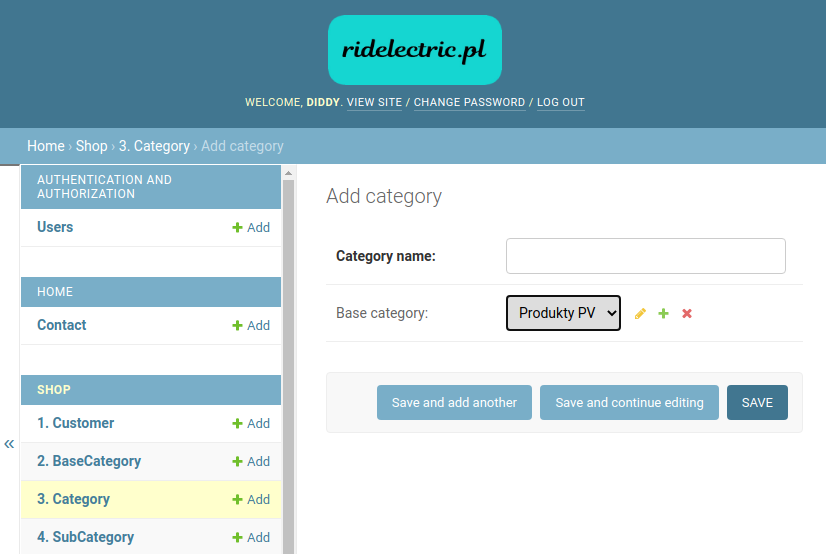 ridelectric.pl
WELCOME, DIDDY. VIEW SITE / CHANGE PASSWORD / LOG OUT
Home › Shop › 3. Category › Add category
AUTHENTICATION AND
AUTHORIZATION
Users + Add
HOME
Contact + Add
SHOP
1. Customer + Add
2. BaseCategory + Add
3. Category + Add
4. SubCategory + Add
«
Add category
Category name:
Base category: Produkty PV
Save and add another Save and continue editing SAVE